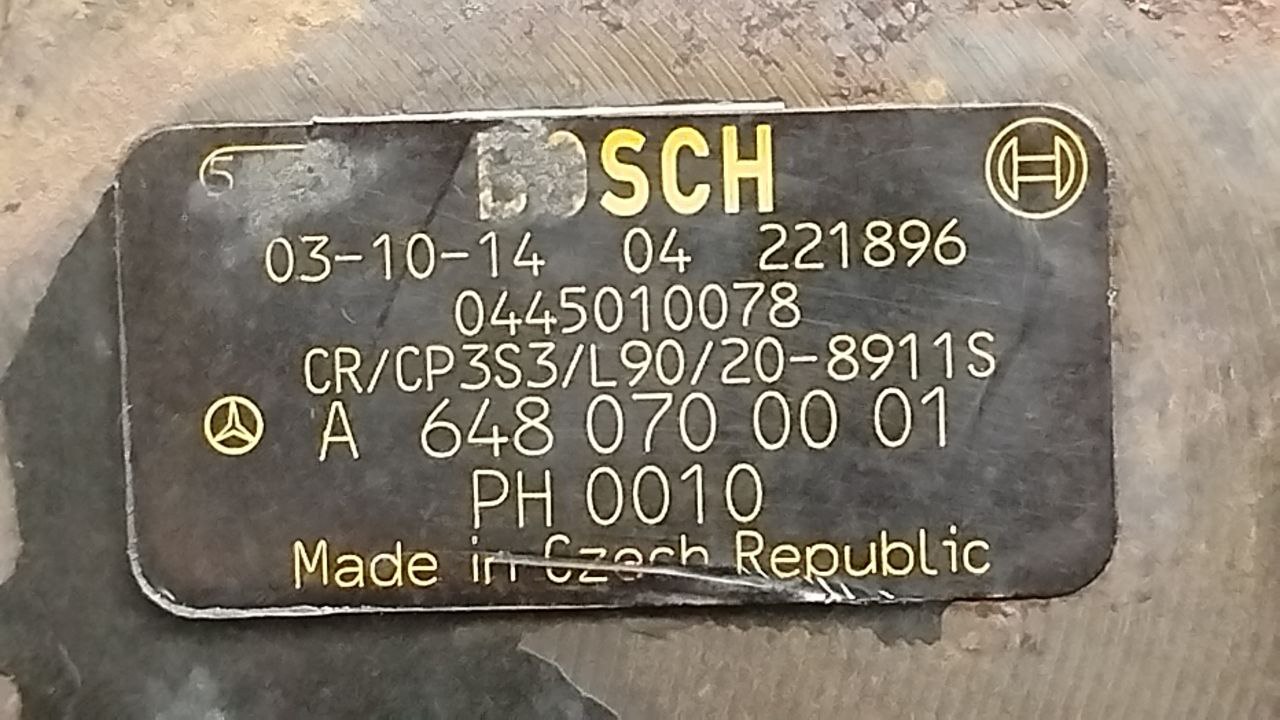 BOSCH
03-10-14 04 221896
0445010078
CR/CP3S3/L90/20-8911S
A 648 070 00 01
PH 0010
Made in Czech Republic